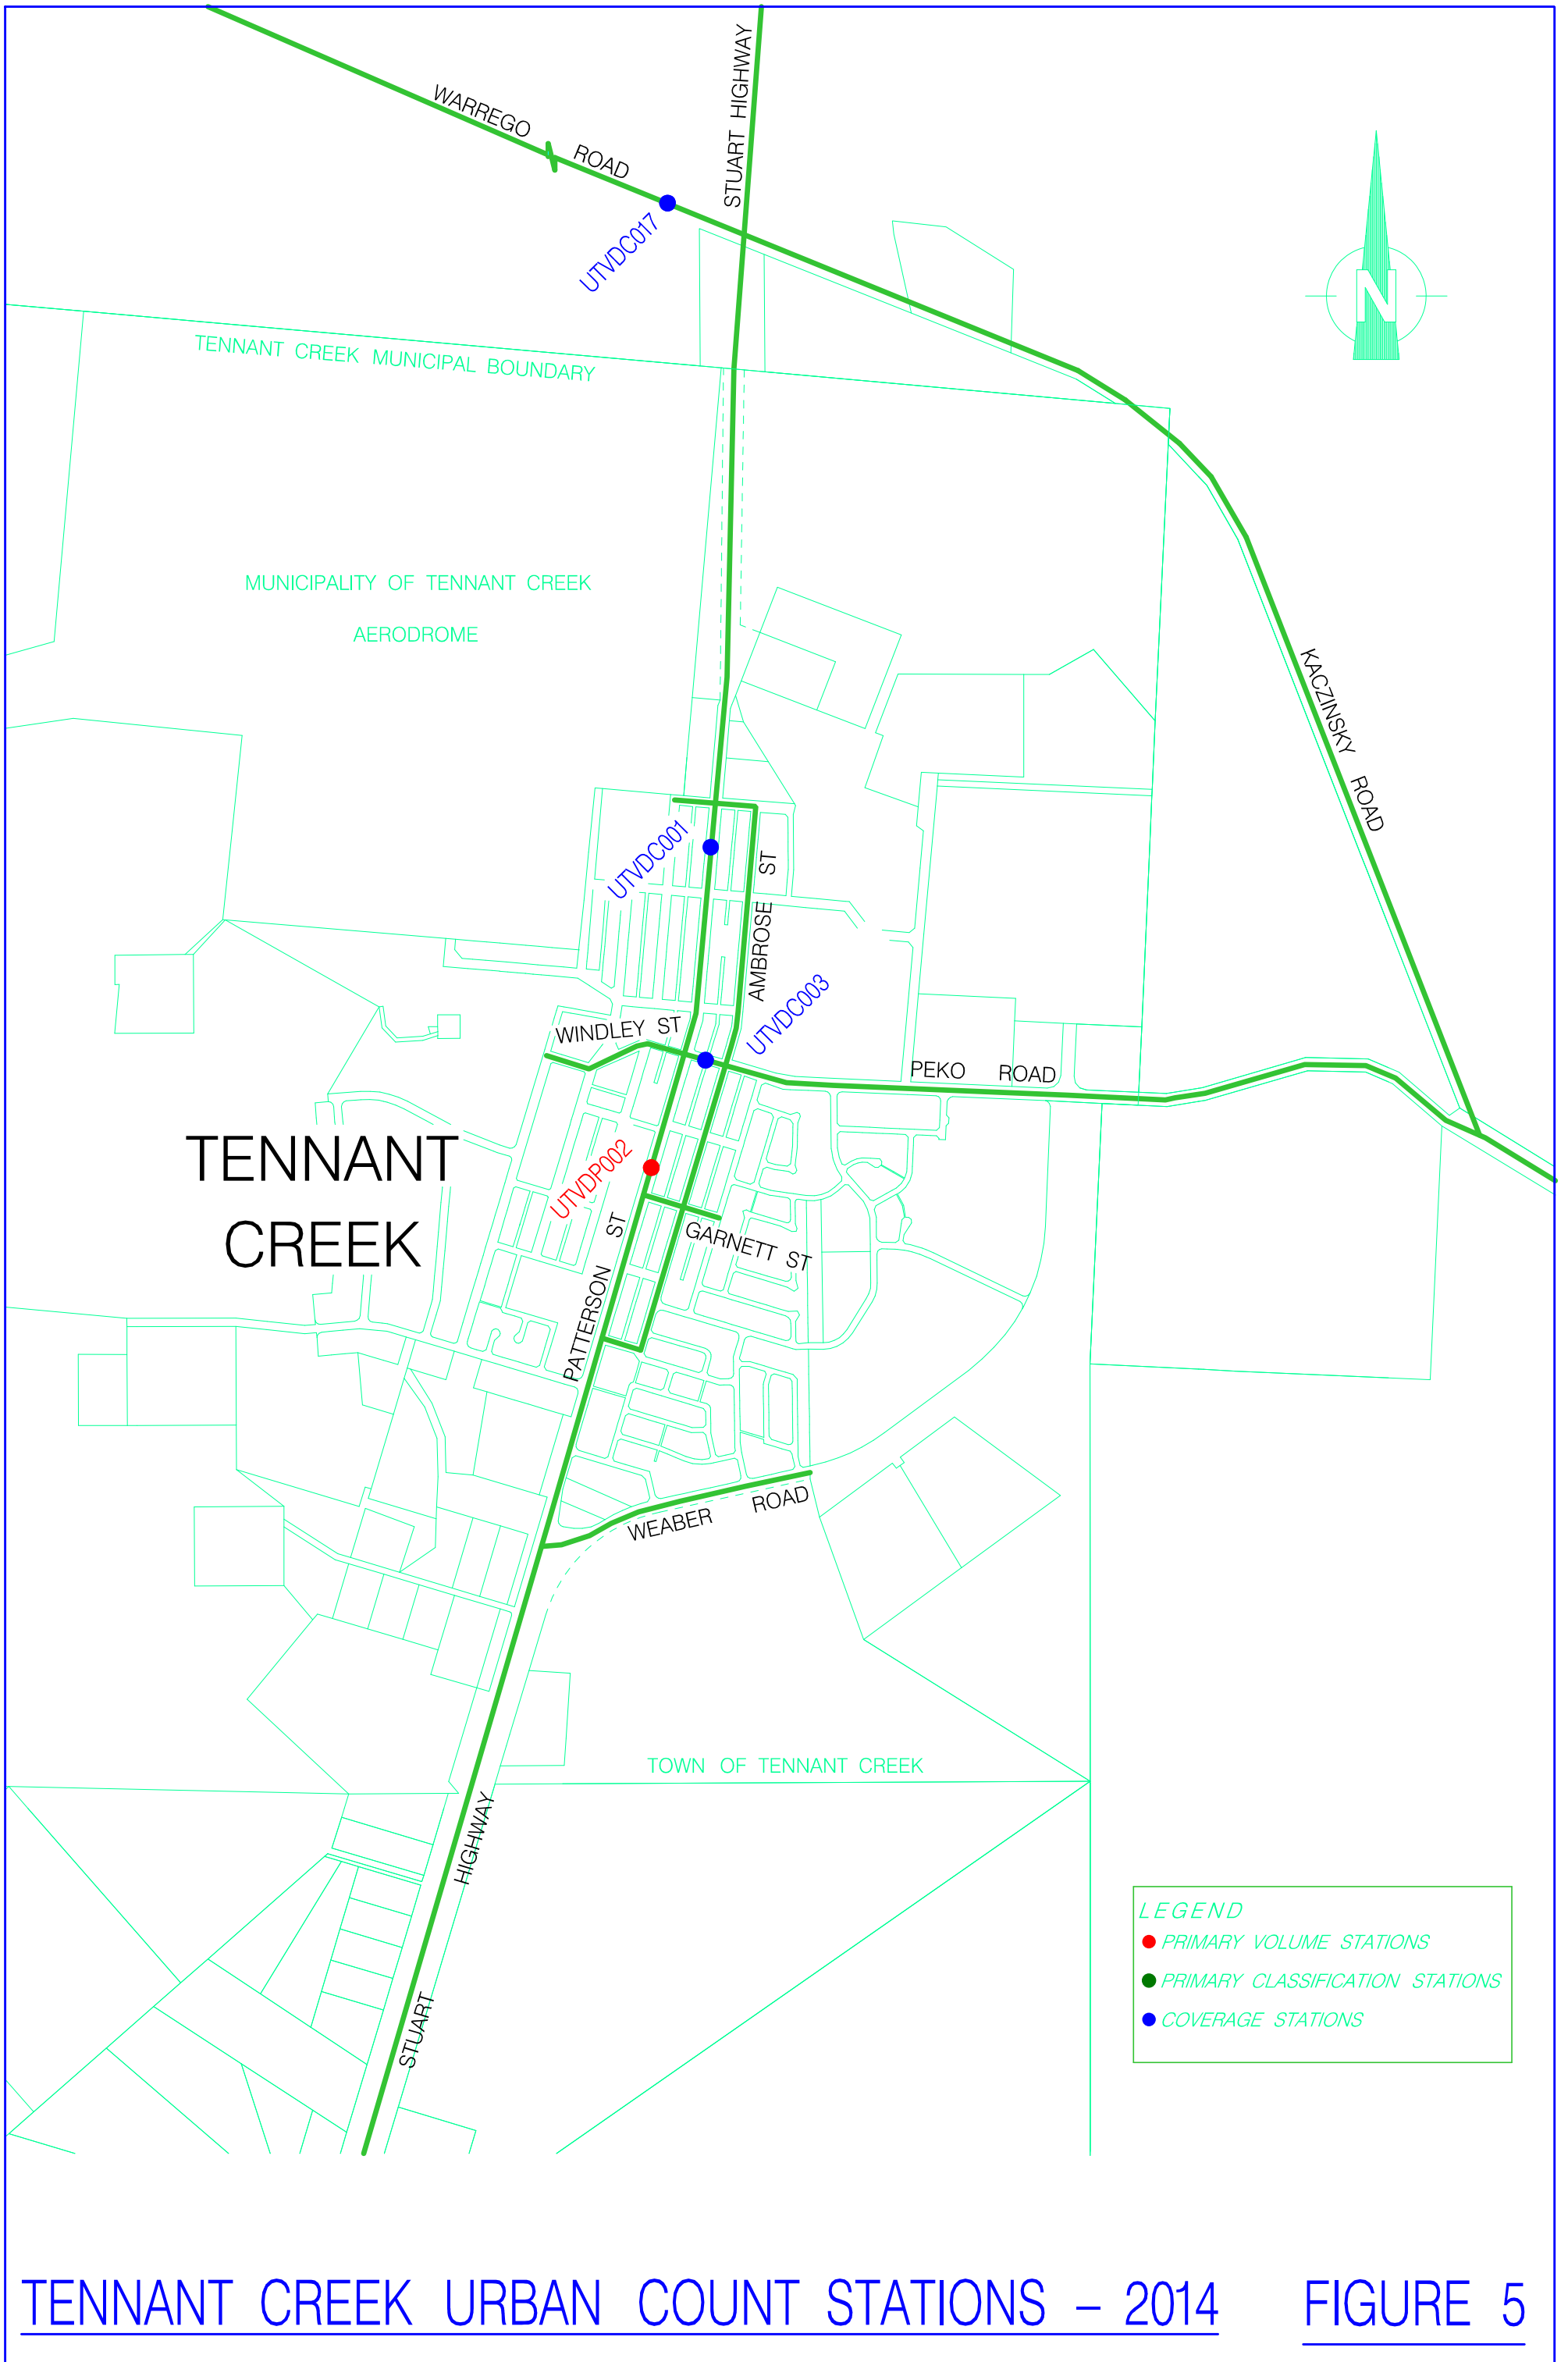 WARREGO ROAD
STUART HIGHWAY
UTVDC017
N
TENNANT CREEK MUNICIPAL BOUNDARY
MUNICIPALITY OF TENNANT CREEK
AERODROME
KACZINSKY ROAD
UTVDC001
AMBROSE ST
UTVDC003
WINDLEY ST
PEKO ROAD
TENNANT
CREEK
UTVDP002
GARNETT ST
PATTERSON ST
WEABER ROAD
TOWN OF TENNANT CREEK
STUART HIGHWAY
LEGEND
PRIMARY VOLUME STATIONS
PRIMARY CLASSIFICATION STATIONS
COVERAGE STATIONS
TENNANT CREEK URBAN COUNT STATIONS - 2014 FIGURE 5